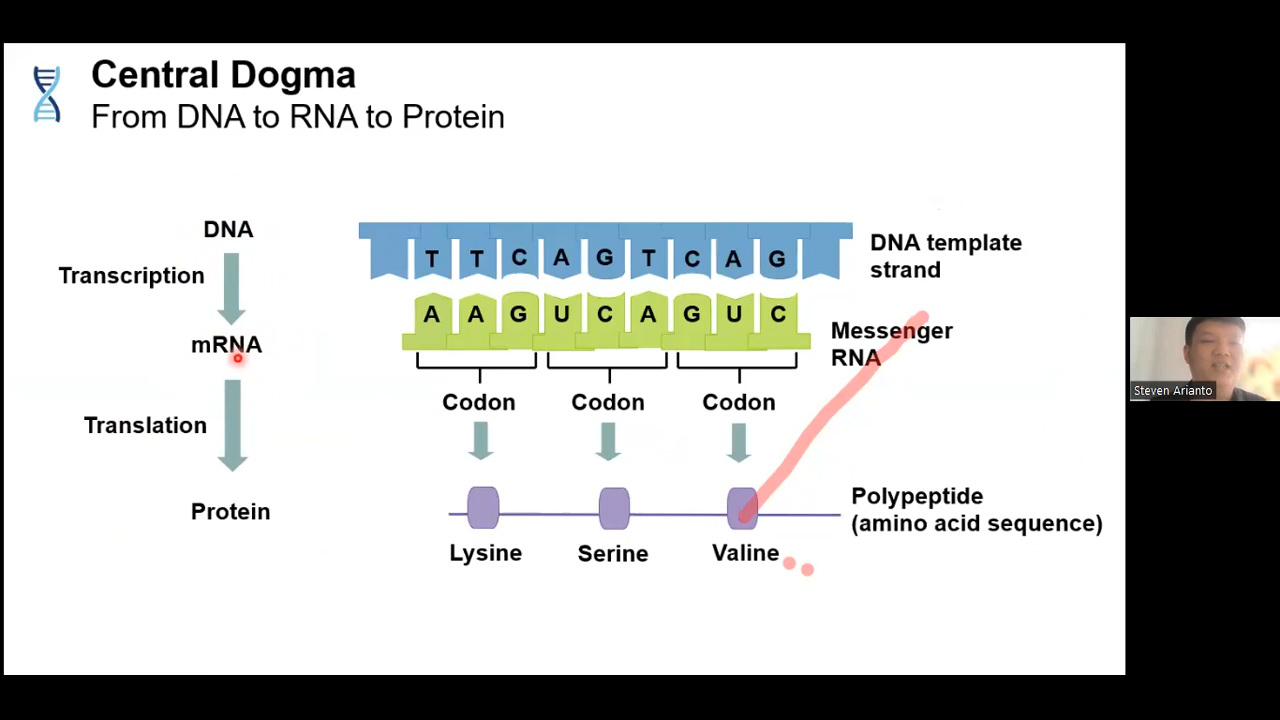 Central Dogma
From DNA to RNA to Protein
DNA
Transcription
mRNA
Translation
Protein
T T C A G T C A G
DNA template
strand
A A G U C A G U C
Messenger
RNA
Codon Codon Codon
Polypeptide
(amino acid sequence)
Lysine Serine Valine
Steven Arianto